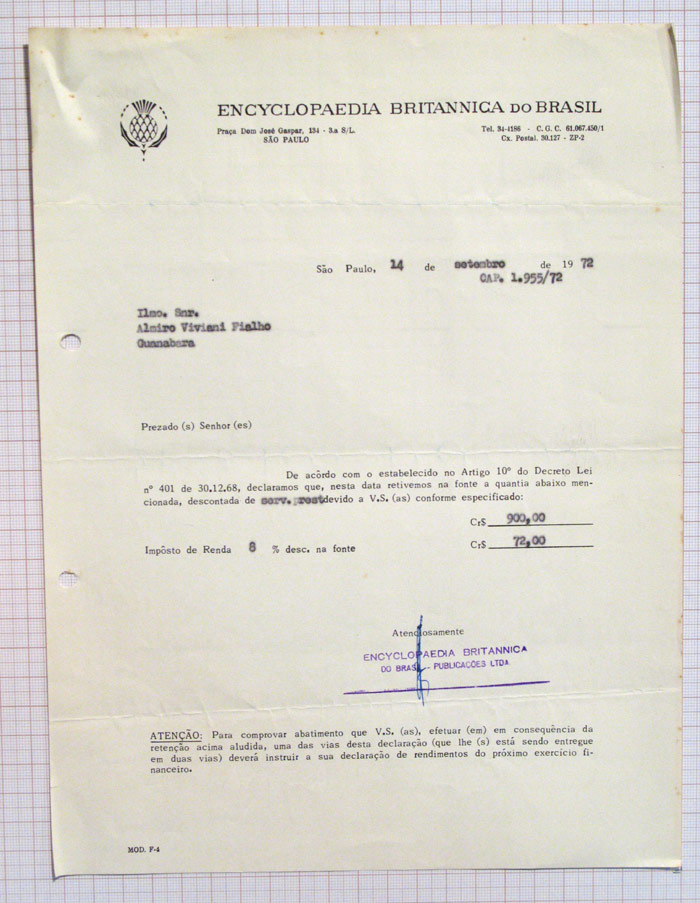 ENCYCLOPAEDIA BRITANNICA DO BRASIL
Praça Dom José Gaspar, 134 - 3.a S/L.
SÃO PAULO
Tel. 34-4186 - C. G. C. 61.067.450/1
Cx. Postal. 30.127 - ZP-2
São Paulo, 14 de setembro de 1972
CAP. 1.955/72
Ilmo. Snr.
Almiro Viviani Fialho
Guanabara
Prezado (s) Senhor (es)
De acôrdo com o estabelecido no Artigo 10º do Decreto Lei
nº 401 de 30.12.68, declaramos que, nesta data retivemos na fonte a quantia abaixo men-
cionada, descontada de serv. prest devido a V.S. (as) conforme especificado:
Cr$ 900,00
Impôsto de Renda 8 % desc. na fonte Cr$ 72,00
Atenciosamente
ENCYCLOPAEDIA BRITANNICA
DO BRASIL - PUBLICAÇÕES LTDA.
ATENÇÃO: Para comprovar abatimento que V.S. (as), efetuar (em) em consequência da
retenção acima aludida, uma das vias desta declaração (que lhe (s) está sendo entregue
em duas vias) deverá instruir a sua declaração de rendimentos do próximo exercício fi-
nanceiro.
MOD. F-4